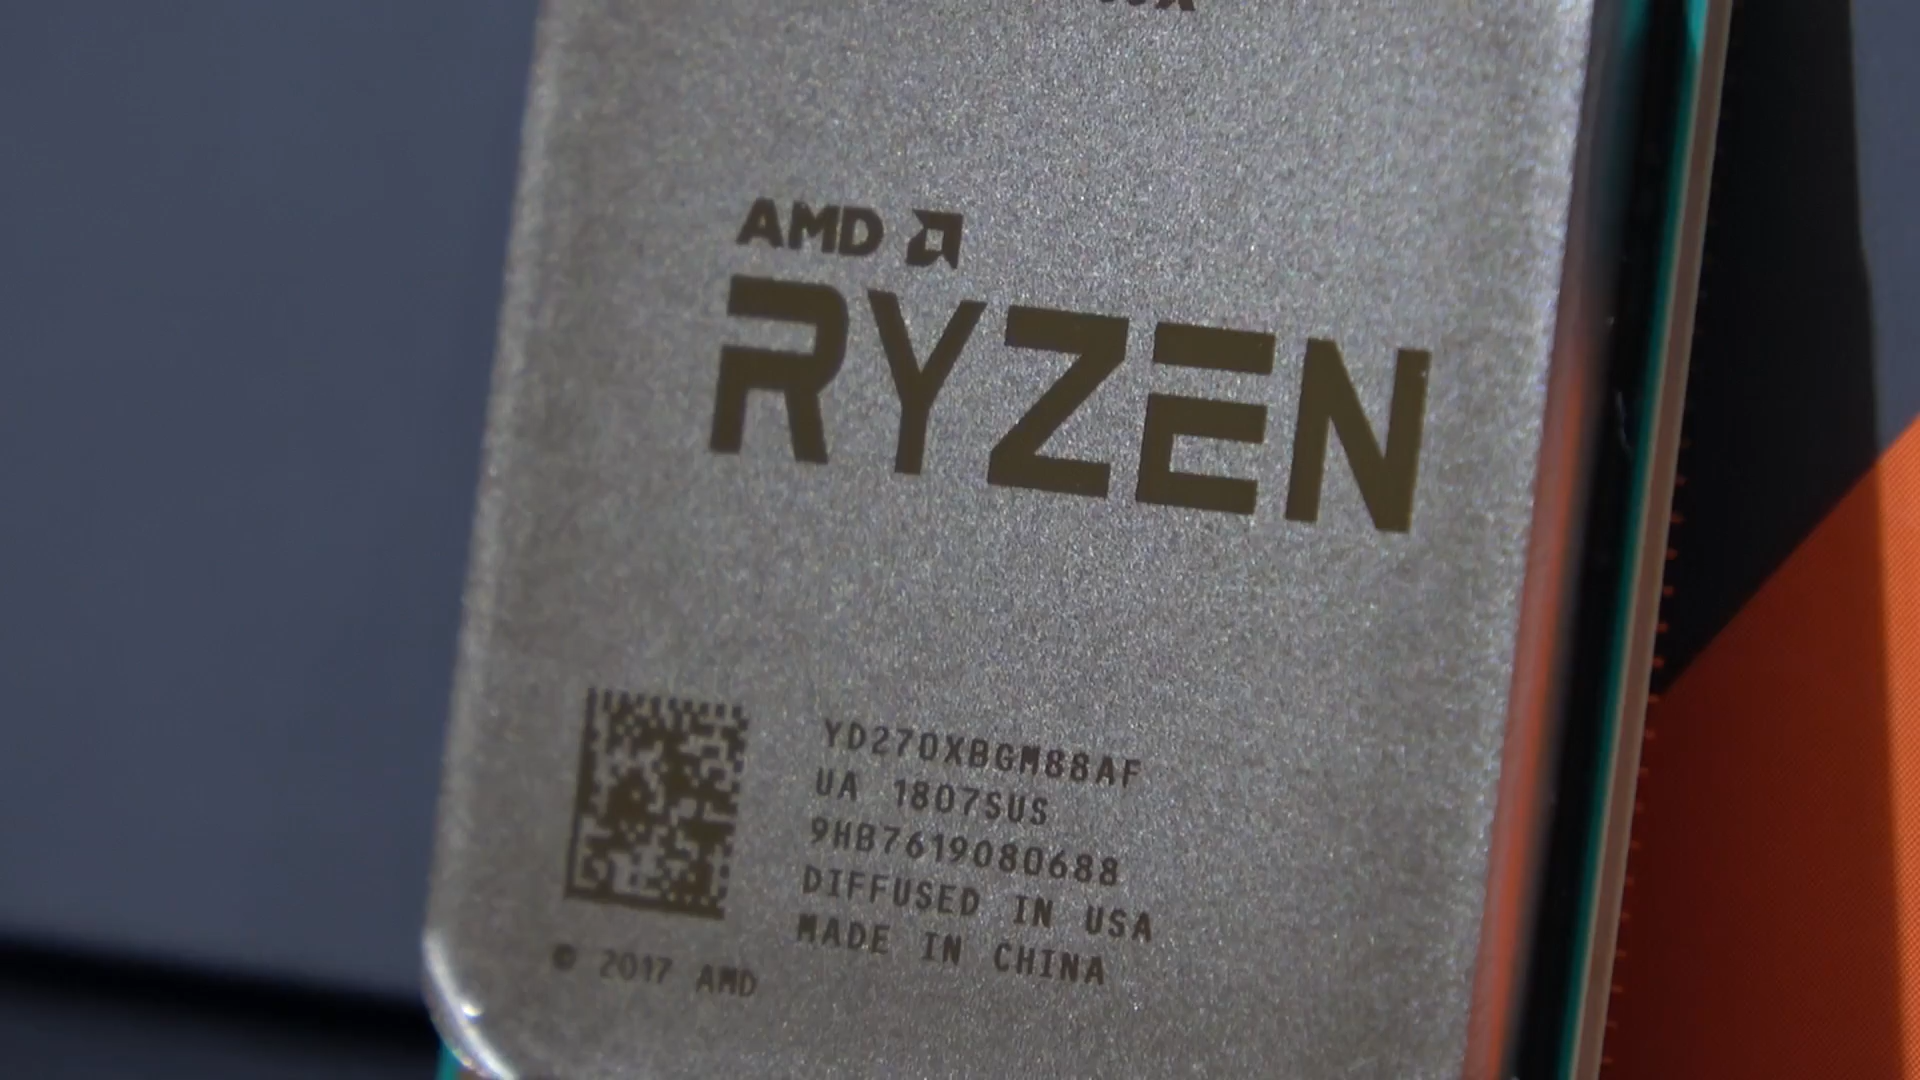 AMD
RYZEN
YD270XBGM88AF
UA 1807SUS
9HB7619080688
DIFFUSED IN USA
MADE IN CHINA
© 2017 AMD